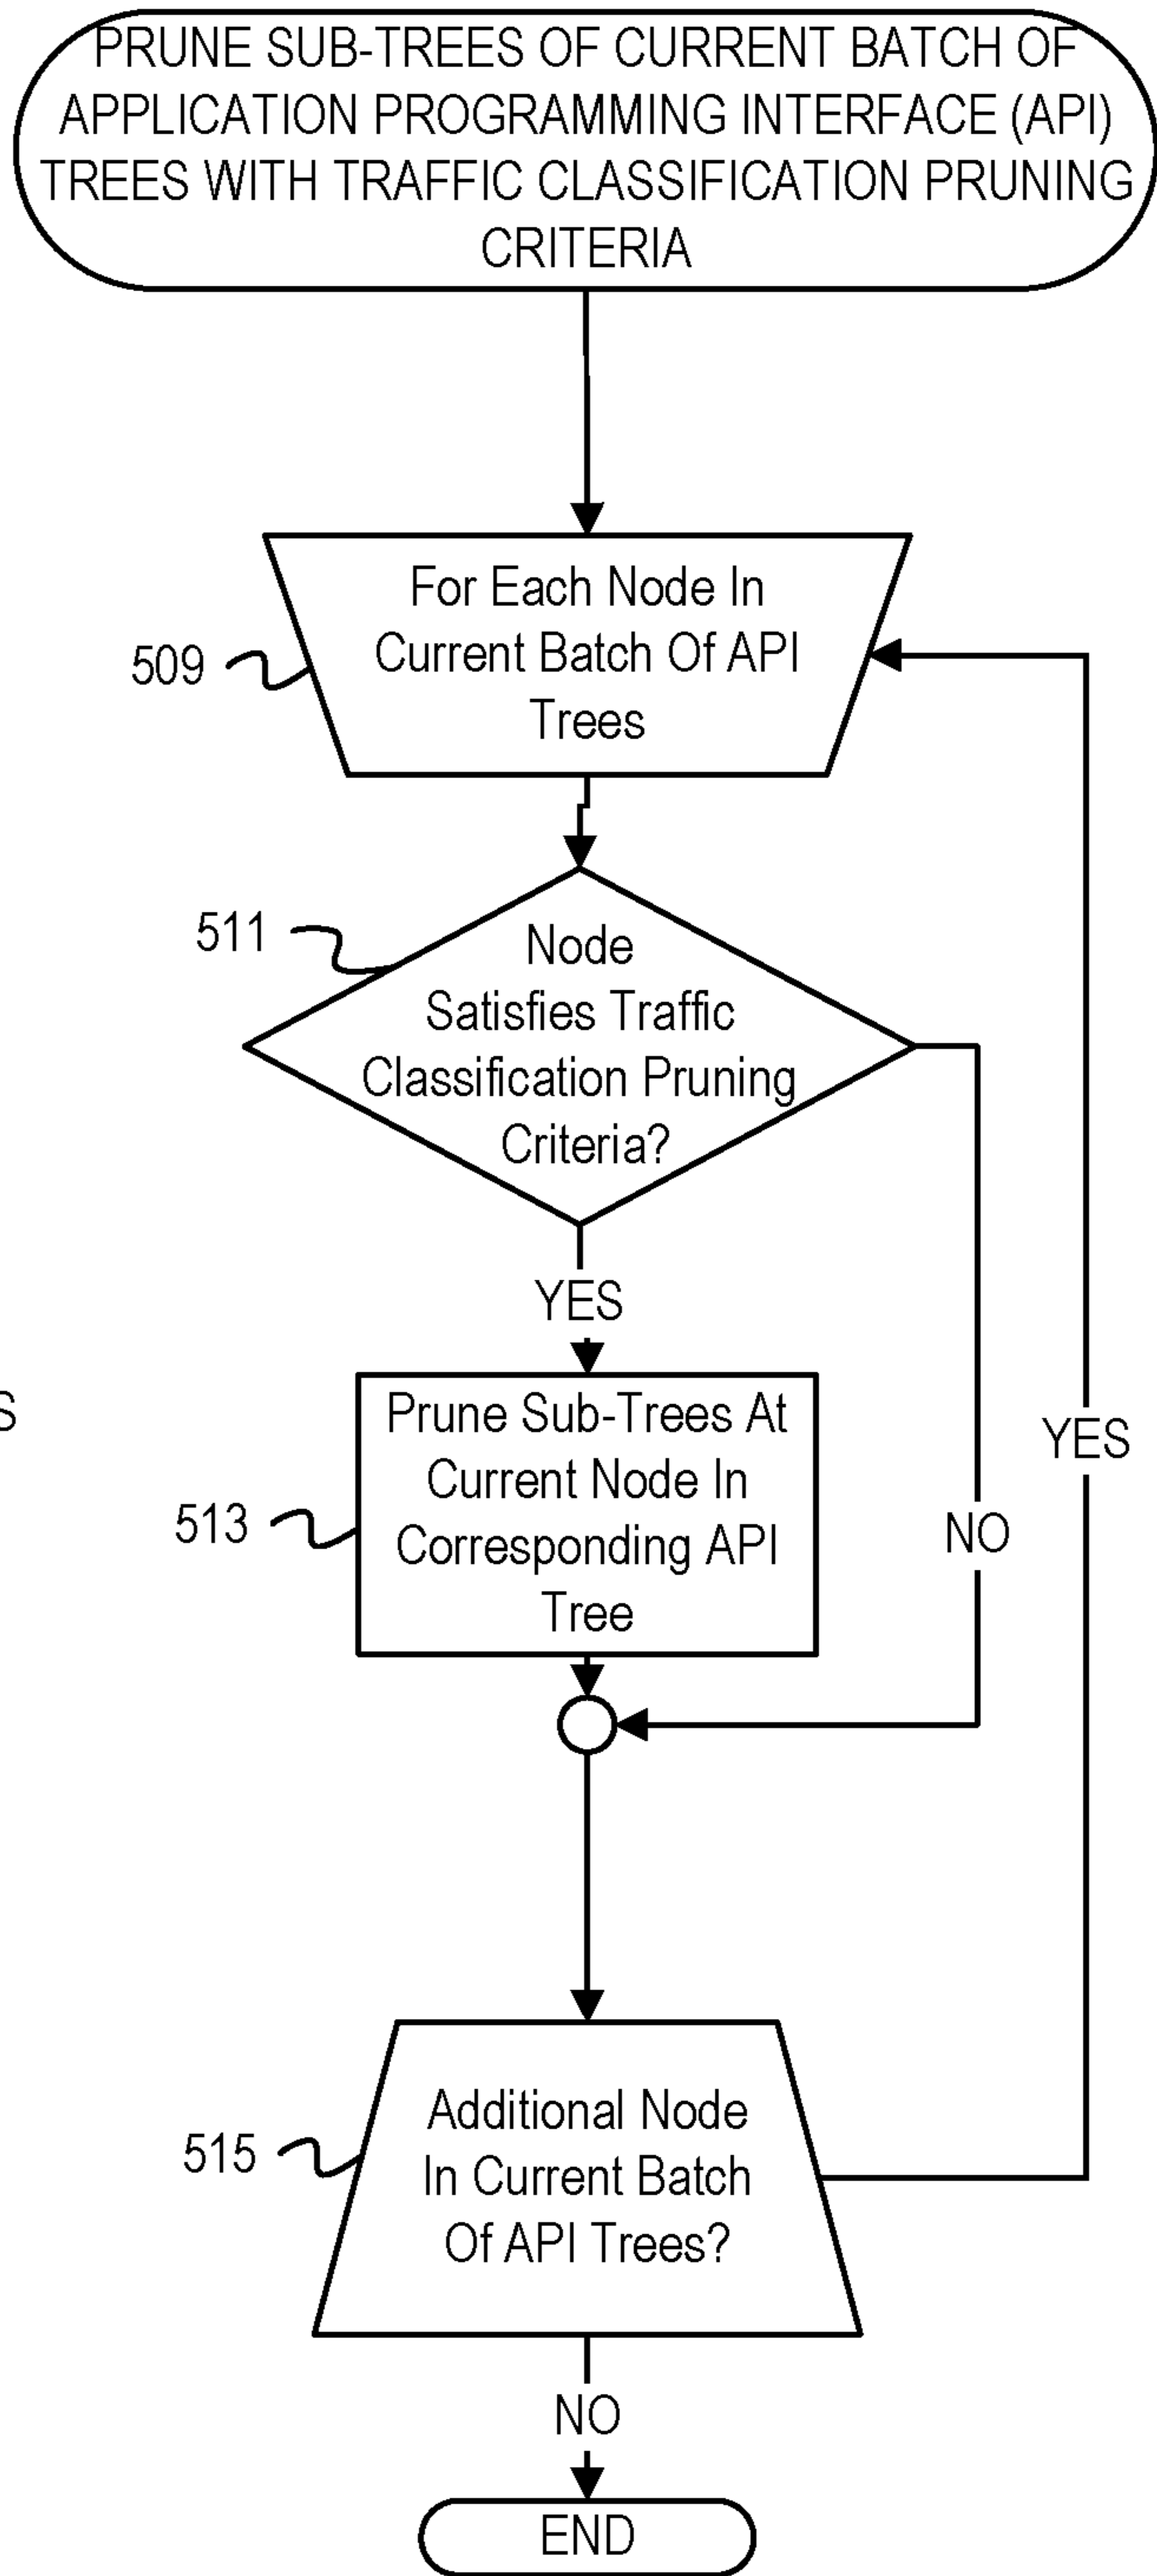 PRUNE SUB-TREES OF CURRENT BATCH OF
APPLICATION PROGRAMMING INTERFACE (API)
TREES WITH TRAFFIC CLASSIFICATION PRUNING
CRITERIA
For Each Node In
Current Batch Of API
Trees
509
511
Node
Satisfies Traffic
Classification Pruning
Criteria?
YES
Prune Sub-Trees At
Current Node In
Corresponding API
Tree
513
S
YES
NO
Additional Node
In Current Batch
Of API Trees?
515
NO
END